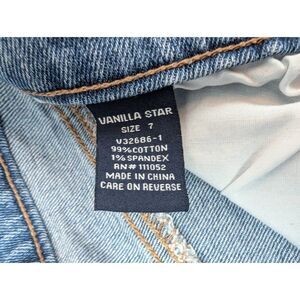 VANILLA STAR
SIZE 7
V32686-1
99%COTTON
1%SPANDEX
RN# 111052
MADE IN CHINA
CARE ON REVERSE